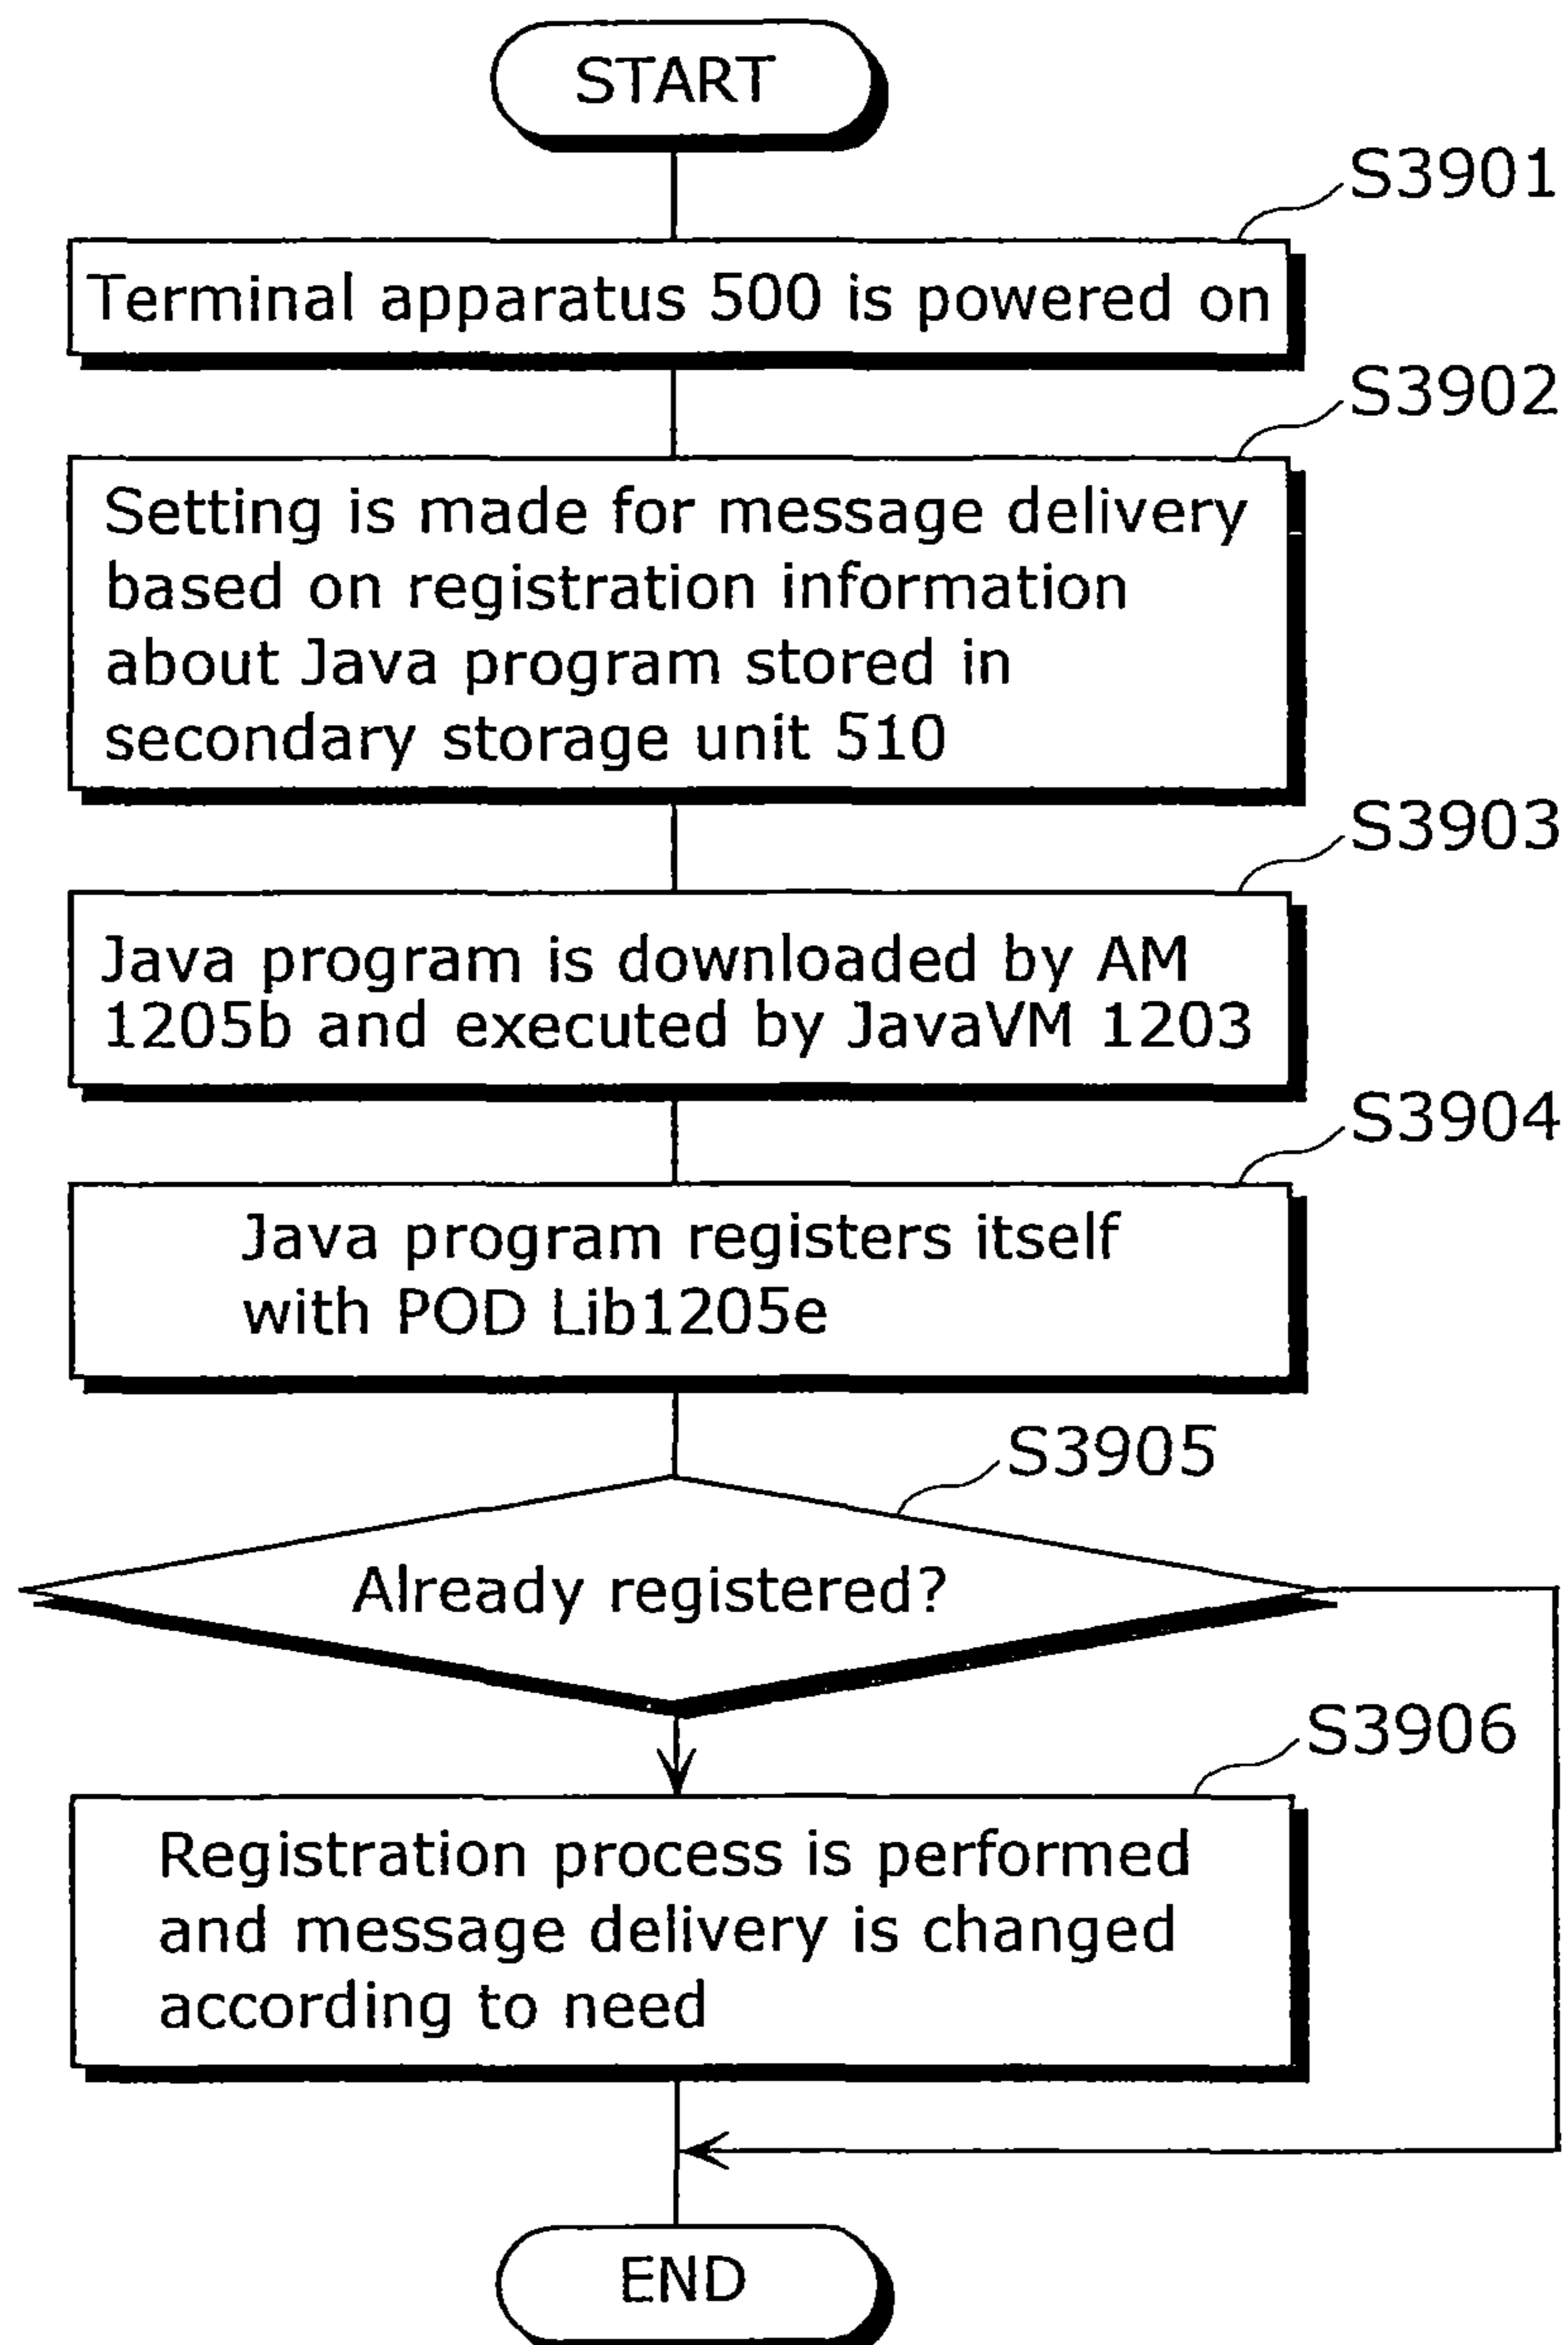 START
S3901
Terminal apparatus 500 is powered on
S3902
Setting is made for message delivery
based on registration information
about Java program stored in
secondary storage unit 510
S3903
Java program is downloaded by AM
1205b and executed by JavaVM 1203
S3904
Java program registers itself
with POD Lib1205e
S3905
Already registered?
S3906
Registration process is performed
and message delivery is changed
according to need
END